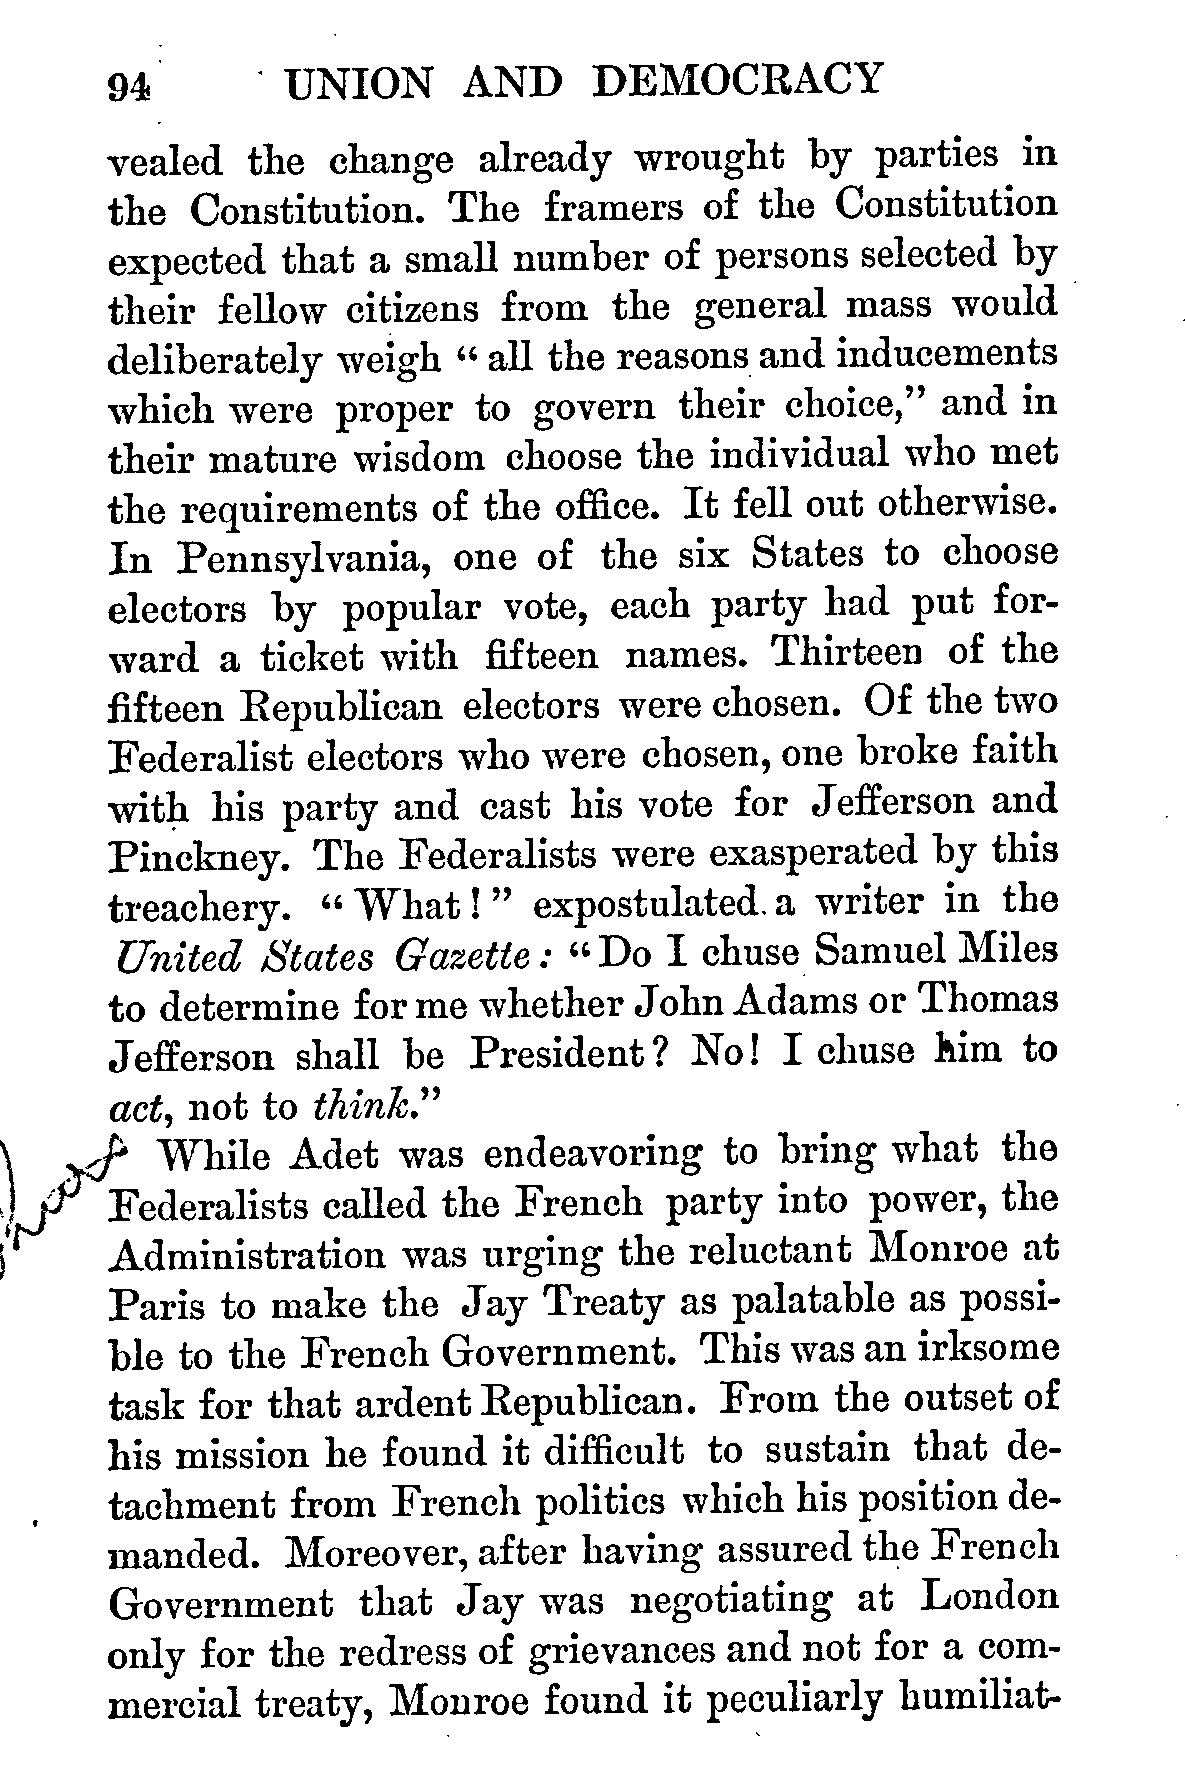 94 UNION AND DEMOCRACY
vealed the change already wrought by parties in
the Constitution. The framers of the Constitution
expected that a small number of persons selected by
their fellow citizens from the general mass would
deliberately weigh “ all the reasons and inducements
which were proper to govern their choice,” and in
their mature wisdom choose the individual who met
the requirements of the office. It fell out otherwise.
In Pennsylvania, one of the six States to choose
electors by popular vote, each party had put for-
ward a ticket with fifteen names. Thirteen of the
fifteen Republican electors were chosen. Of the two
Federalist electors who were chosen, one broke faith
with his party and cast his vote for Jefferson and
Pinckney. The Federalists were exasperated by this
treachery. “ What ! ” expostulated a writer in the
United States Gazette : “ Do I chuse Samuel Miles
to determine for me whether John Adams or Thomas
Jefferson shall be President ? No! I chuse him to
act, not to think.”
While Adet was endeavoring to bring what the
Federalists called the French party into power, the
Administration was urging the reluctant Monroe at
Paris to make the Jay Treaty as palatable as possi-
ble to the French Government. This was an irksome
task for that ardent Republican. From the outset of
his mission he found it difficult to sustain that de-
tachment from French politics which his position de-
manded. Moreover, after having assured the French
Government that Jay was negotiating at London
only for the redress of grievances and not for a com-
mercial treaty, Monroe found it peculiarly humiliat-